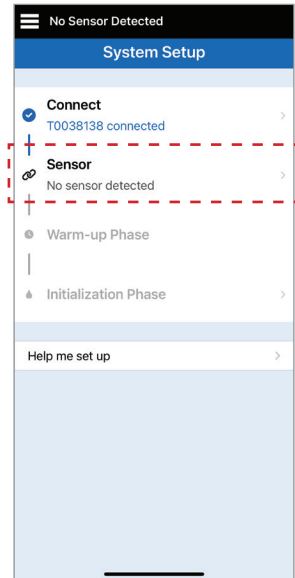 No Sensor Detected
System Setup
Connect
T0038138 connected
Sensor
No sensor detected
Warm-up Phase
Initialization Phase
Help me set up